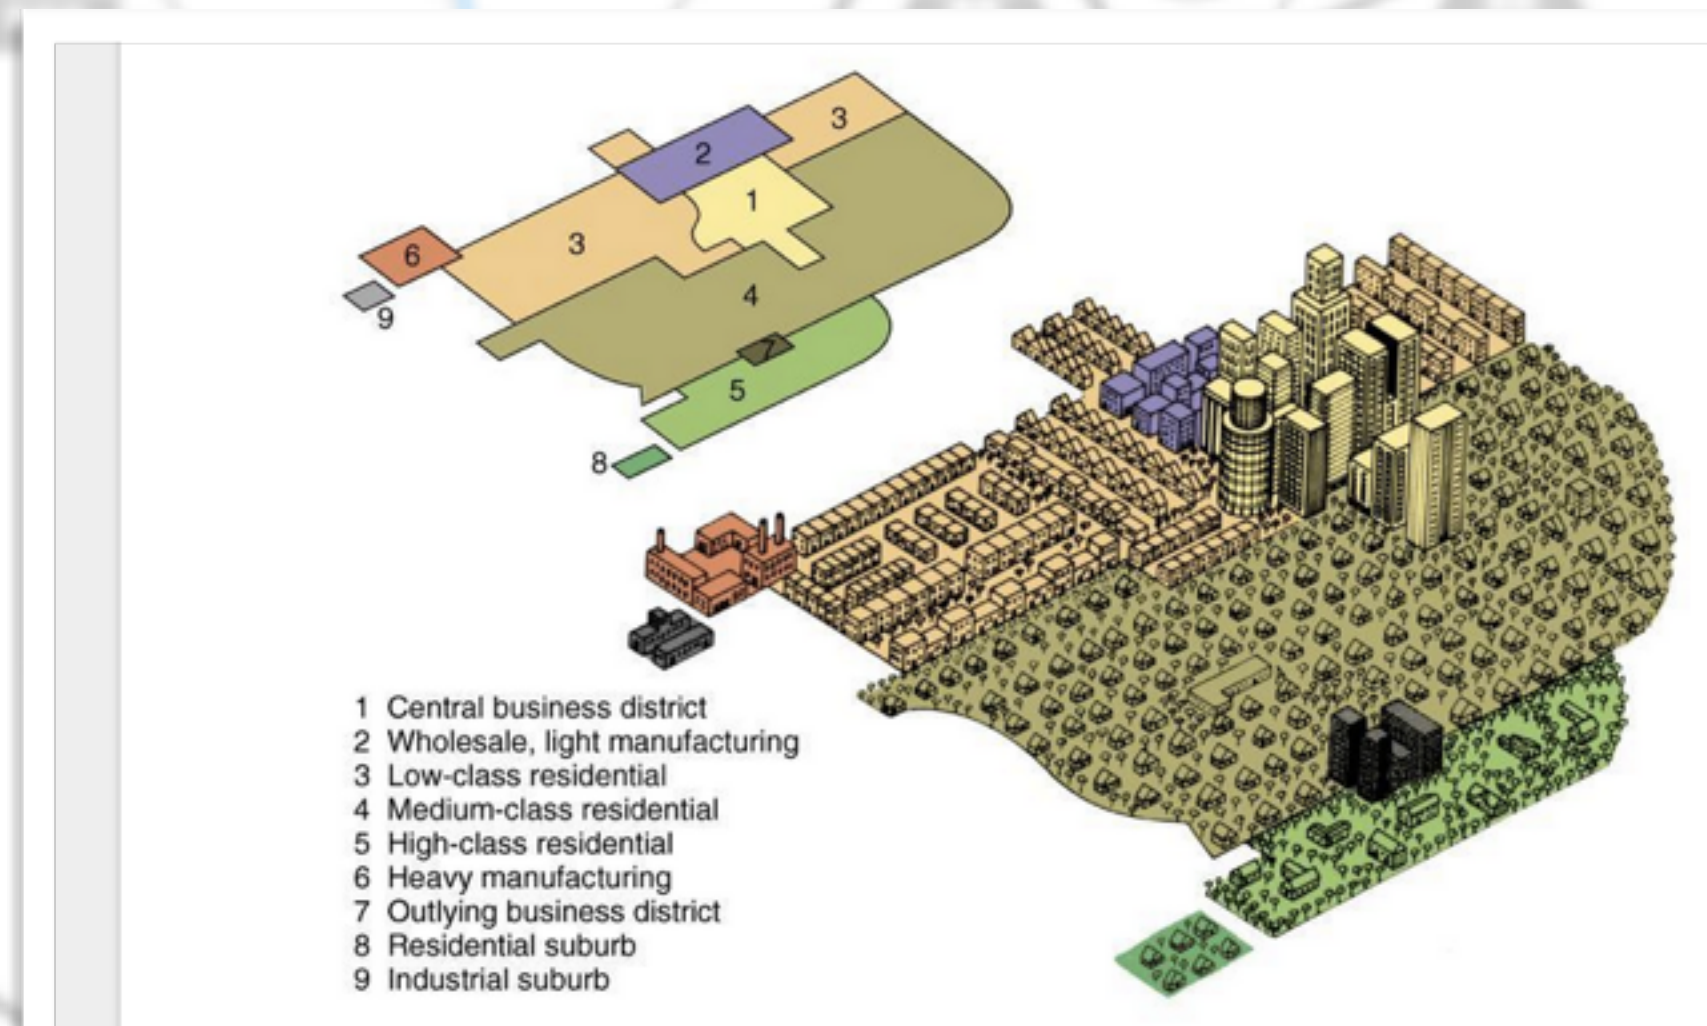 3
2
1
3
6
4
9
7
5
8
1 Central business district
2 Wholesale, light manufacturing
3 Low-class residential
4 Medium-class residential
5 High-class residential
6 Heavy manufacturing
7 Outlying business district
8 Residential suburb
9 Industrial suburb